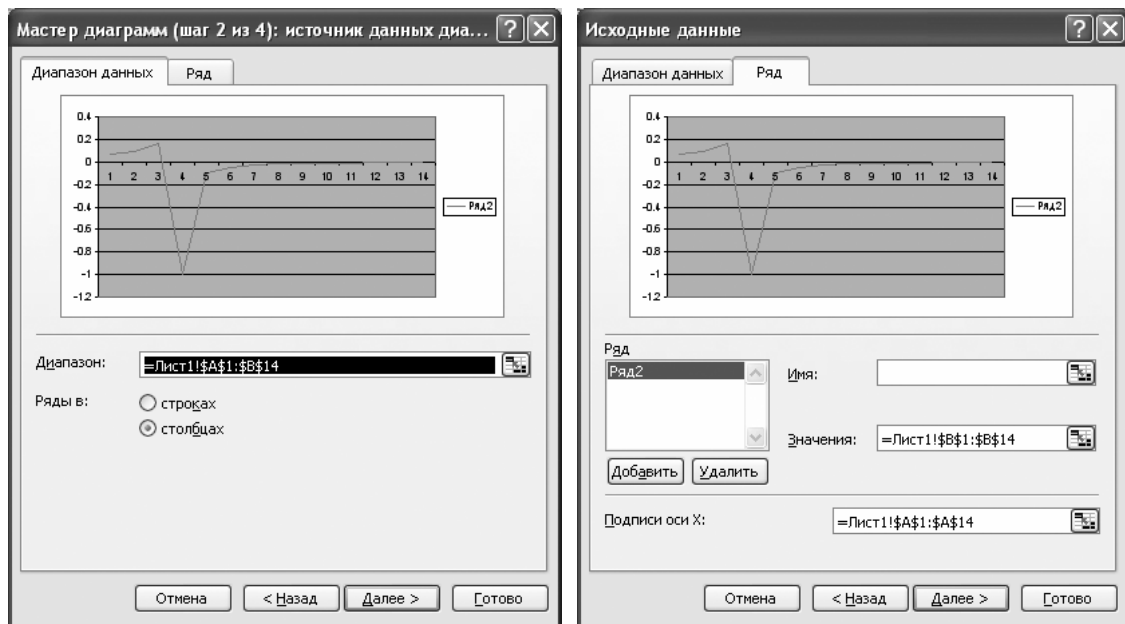 Мастер диаграмм (шаг 2 из 4): источник данных диа...
Диапазон данных
Ряд
0.4
0.2
0
-0.2
-0.4
-0.6
-0.8
-1
-1.2
1 2 3 4 5 6 7 8 9 10 11 12 13 14
Ряд2
Диапазон:
=Лист1!$A$1:$B$14
Ряды в:
строках
столбцах
Отмена
< Назад
Далее >
Готово
Исходные данные
Диапазон данных
Ряд
0.4
0.2
0
-0.2
-0.4
-0.6
-0.8
-1
-1.2
1 2 3 4 5 6 7 8 9 10 11 12 13 14
Ряд2
Ряд
Ряд2
Имя:
Значения:
=Лист1!$B$1:$B$14
Добавить
Удалить
Подписи оси X:
=Лист1!$A$1:$A$14
Отмена
< Назад
Далее >
Готово